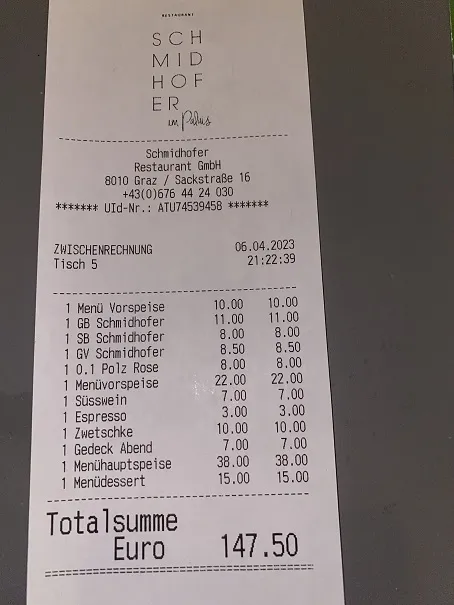 RESTAURANT
SCH
MID
HOF
ER
im Palais
Schmidhofer
Restaurant GmbH
8010 Graz / Sackstraße 16
+43(0)676 44 24 030
******* UId-Nr.: ATU74539458 *******
ZWISCHENRECHNUNG 06.04.2023
Tisch 5 21:22:39
1 Menü Vorspeise 10.00 10.00
1 GB Schmidhofer 11.00 11.00
1 SB Schmidhofer 8.00 8.00
1 GV Schmidhofer 8.50 8.50
1 0.1 Polz Rose 8.00 8.00
1 Menüvorspeise 22.00 22.00
1 Süsswein 7.00 7.00
1 Espresso 3.00 3.00
1 Zwetschke 10.00 10.00
1 Gedeck Abend 7.00 7.00
1 Menühauptspeise 38.00 38.00
1 Menüdessert 15.00 15.00
Totalsumme
Euro 147.50